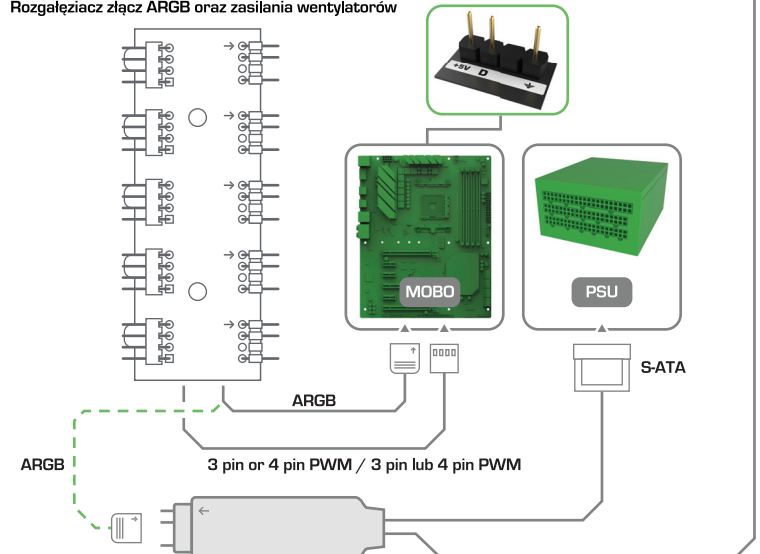 Rozgałęziacz złącz ARGB oraz zasilania wentylatorów
+5V D
MOBO
PSU
S-ATA
ARGB
ARGB
3 pin or 4 pin PWM / 3 pin lub 4 pin PWM